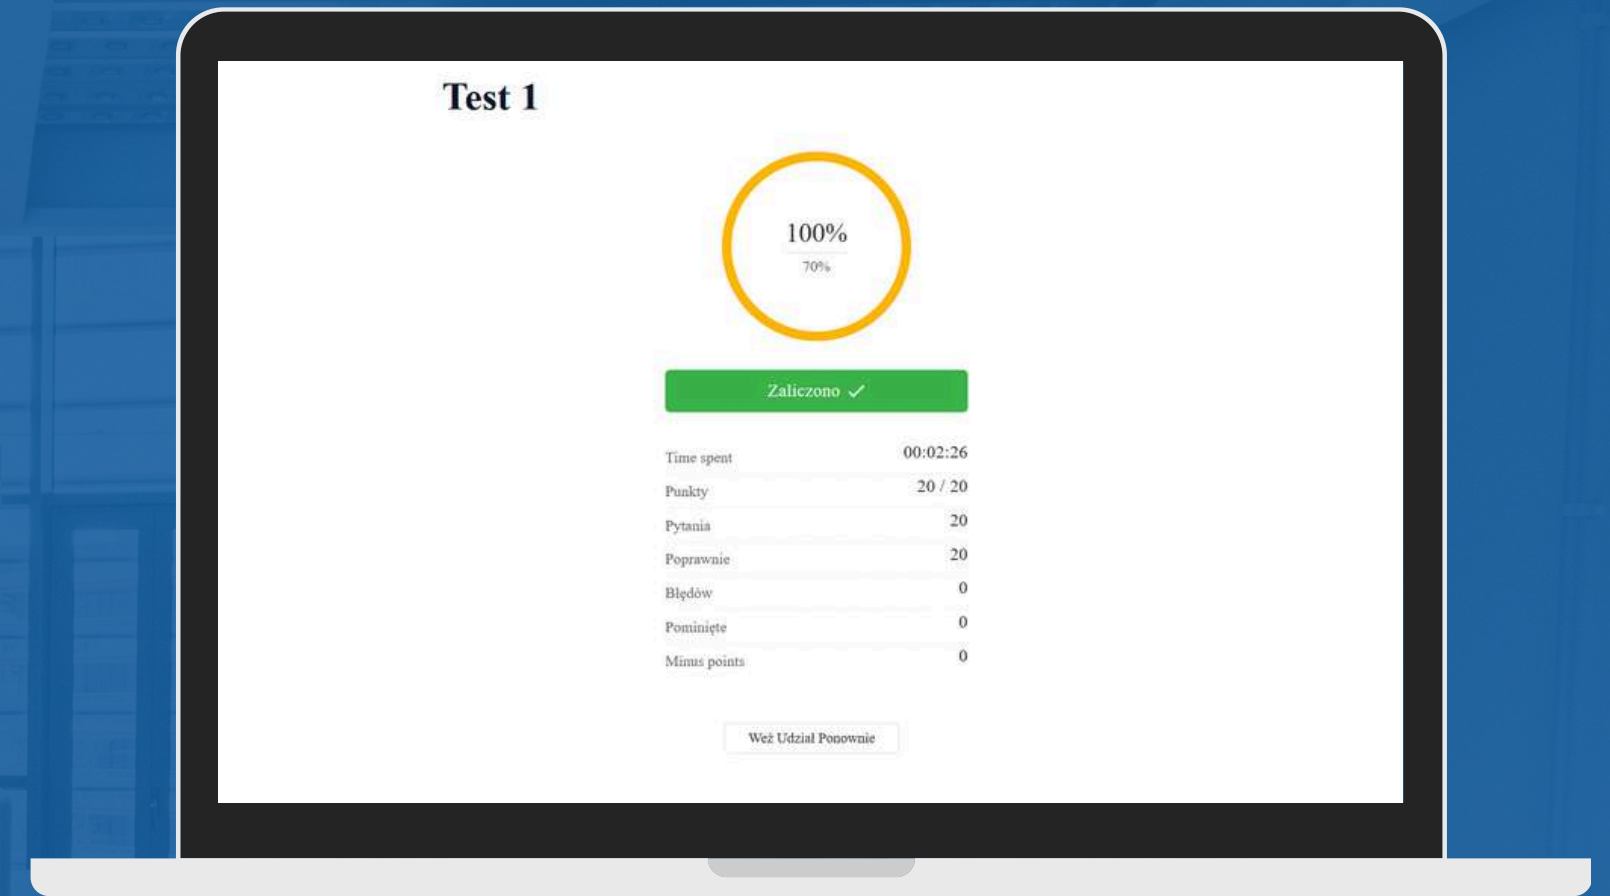 Test 1
100%
70%
Zaliczono
Time spent 00:02:26
Punkty 20 / 20
Pytania 20
Poprawnie 20
Błędów 0
Pominięte 0
Minus points 0
Weź Udział Ponownie